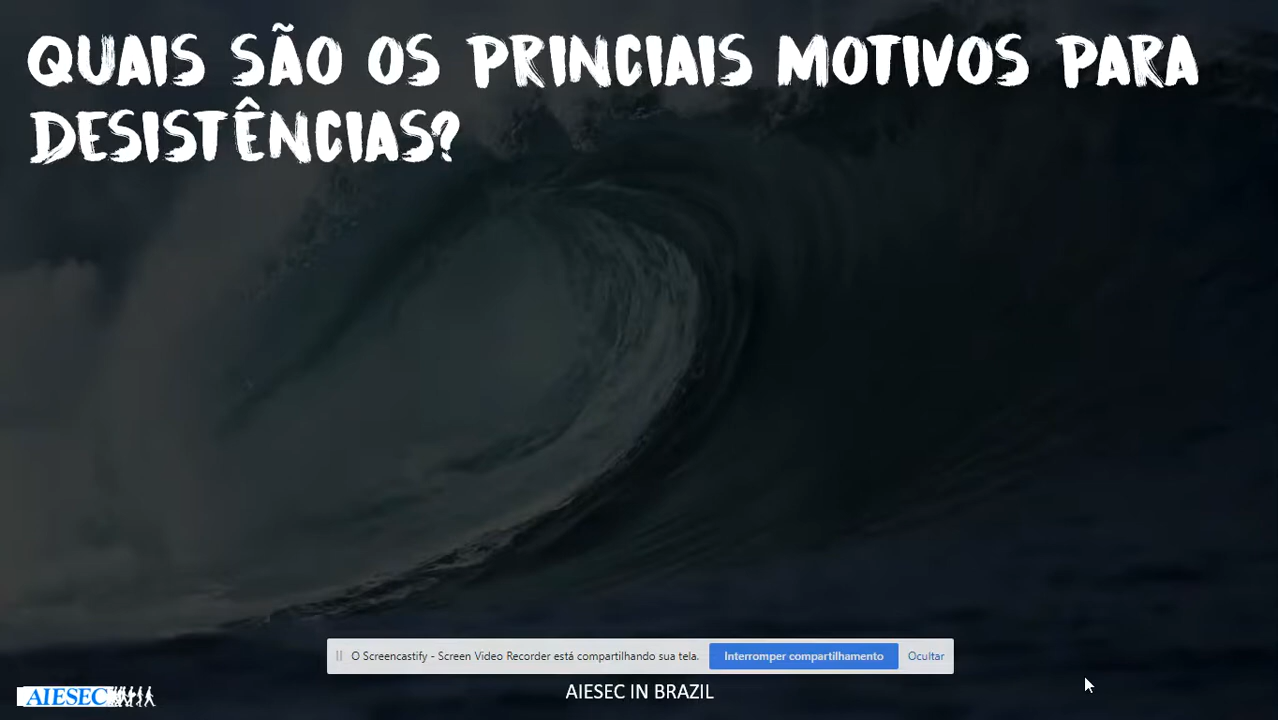 QUAIS SÃO OS PRINCIAIS MOTIVOS PARA
DESISTÊNCIAS?
O Screencastify - Screen Video Recorder está compartilhando sua tela.
Interromper compartilhamento
Ocultar
AIESEC IN BRAZIL
AIESEC